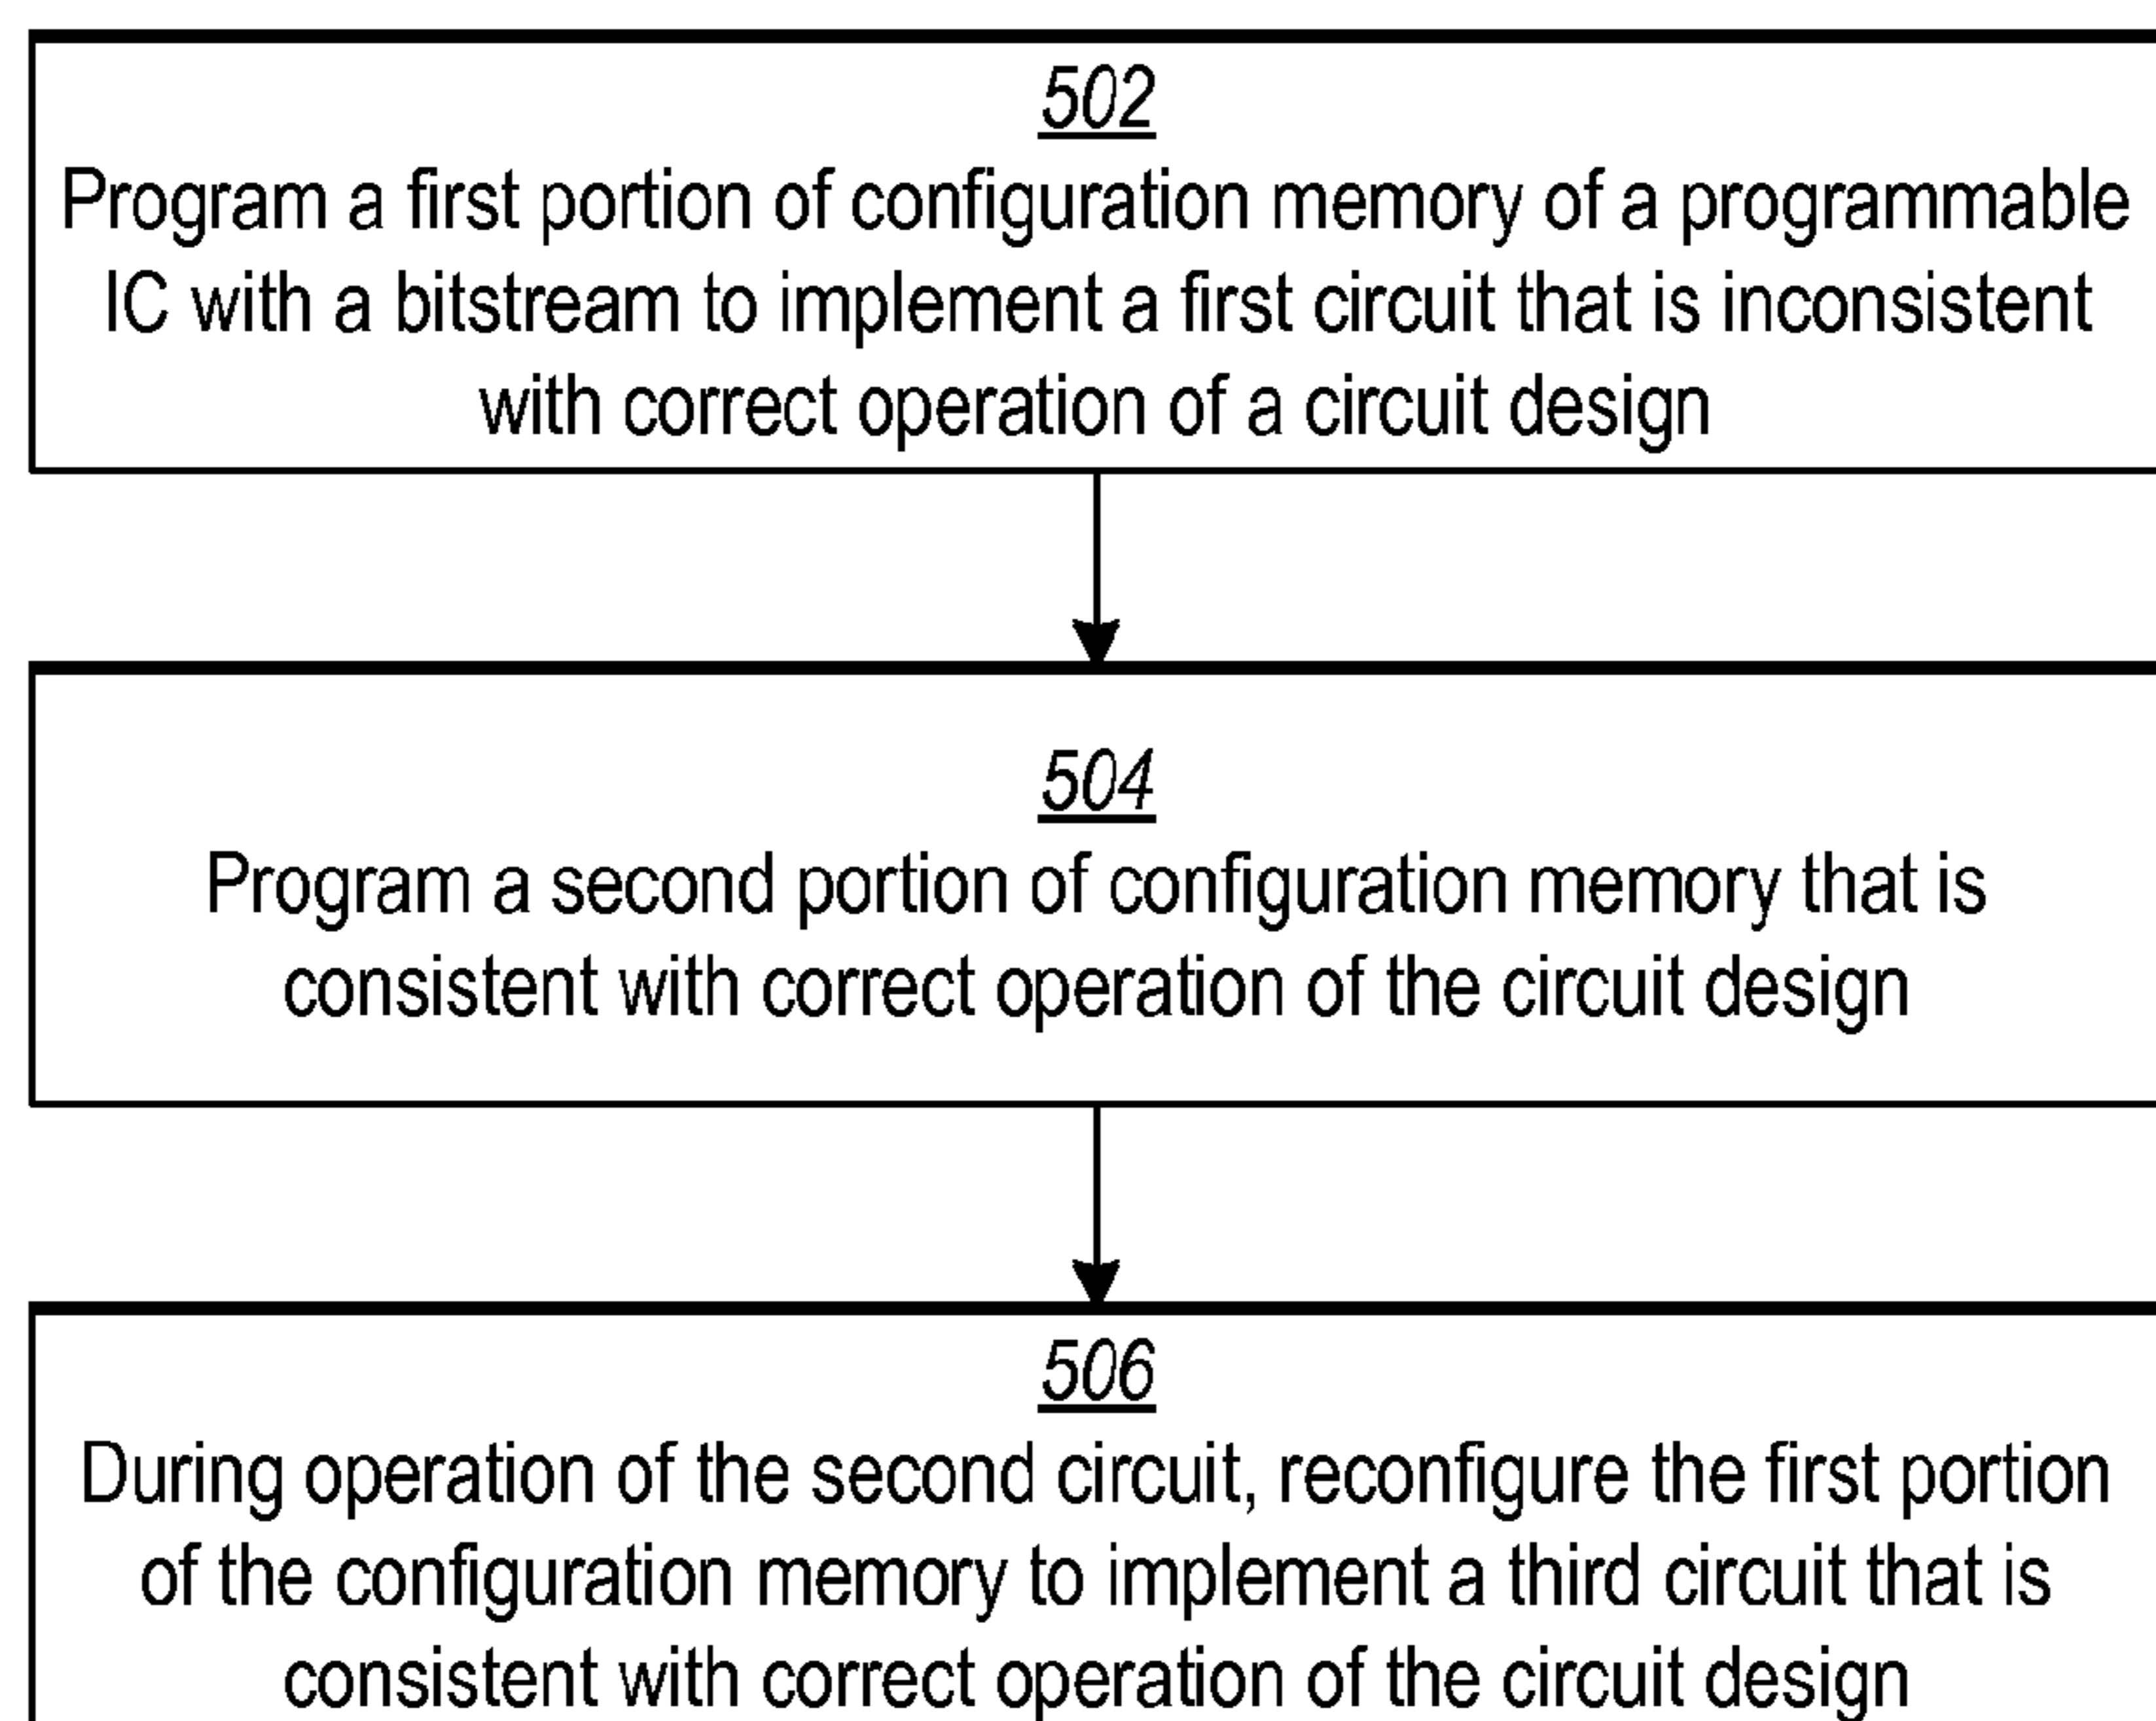 502
Program a first portion of configuration memory of a programmable
IC with a bitstream to implement a first circuit that is inconsistent
with correct operation of a circuit design
504
Program a second portion of configuration memory that is
consistent with correct operation of the circuit design
506
During operation of the second circuit, reconfigure the first portion
of the configuration memory to implement a third circuit that is
consistent with correct operation of the circuit design